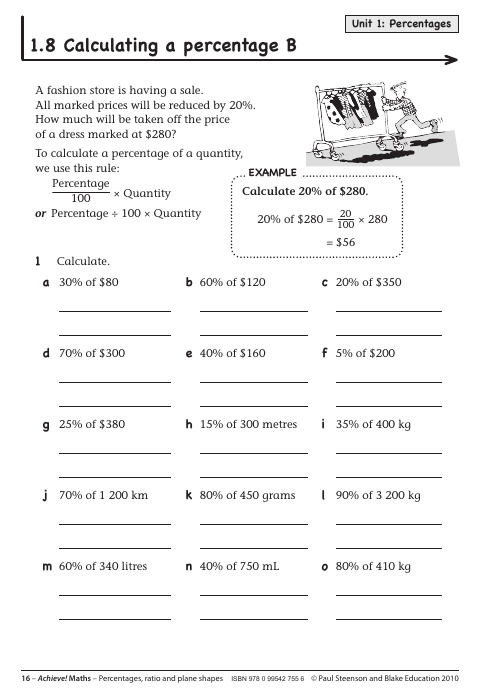 Unit 1: Percentages
1.8 Calculating a percentage B
A fashion store is having a sale.
All marked prices will be reduced by 20%.
How much will be taken off the price
of a dress marked at $280?
To calculate a percentage of a quantity,
we use this rule:
Percentage
100
× Quantity
or Percentage ÷ 100 × Quantity
EXAMPLE
Calculate 20% of $280.
20% of $280 = 20/100 × 280
= $56
1 Calculate.
a 30% of $80
b 60% of $120
c 20% of $350
d 70% of $300
e 40% of $160
f 5% of $200
g 25% of $380
h 15% of 300 metres
i 35% of 400 kg
j 70% of 1 200 km
k 80% of 450 grams
l 90% of 3 200 kg
m 60% of 340 litres
n 40% of 750 mL
o 80% of 410 kg
16 – Achieve! Maths – Percentages, ratio and plane shapes ISBN 978 0 99542 755 6 © Paul Steenson and Blake Education 2010